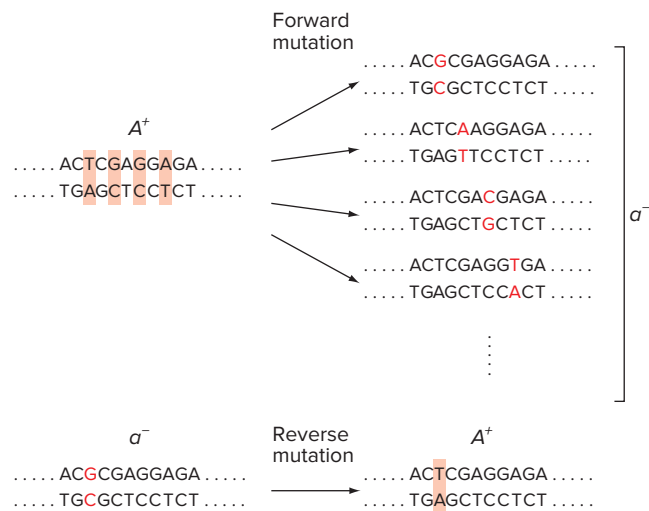 Forward
mutation
..... ACGCGAGGAGA .....
..... TGCGCTCCTCT .....
A+
..... ACTCGAGGAGA .....
..... TGAGCTCCTCT .....
..... ACTCAAGGAGA .....
..... TGAGTTCCTCT .....
..... ACTCGACGAGA .....
..... TGAGCTGCTCT .....
a−
..... ACTCGAGGTGA .....
..... TGAGCTCCACT .....
a−
Reverse
mutation
A+
..... ACGCGAGGAGA .....
..... TGCGCTCCTCT .....
..... ACTCGAGGAGA .....
..... TGAGCTCCTCT .....